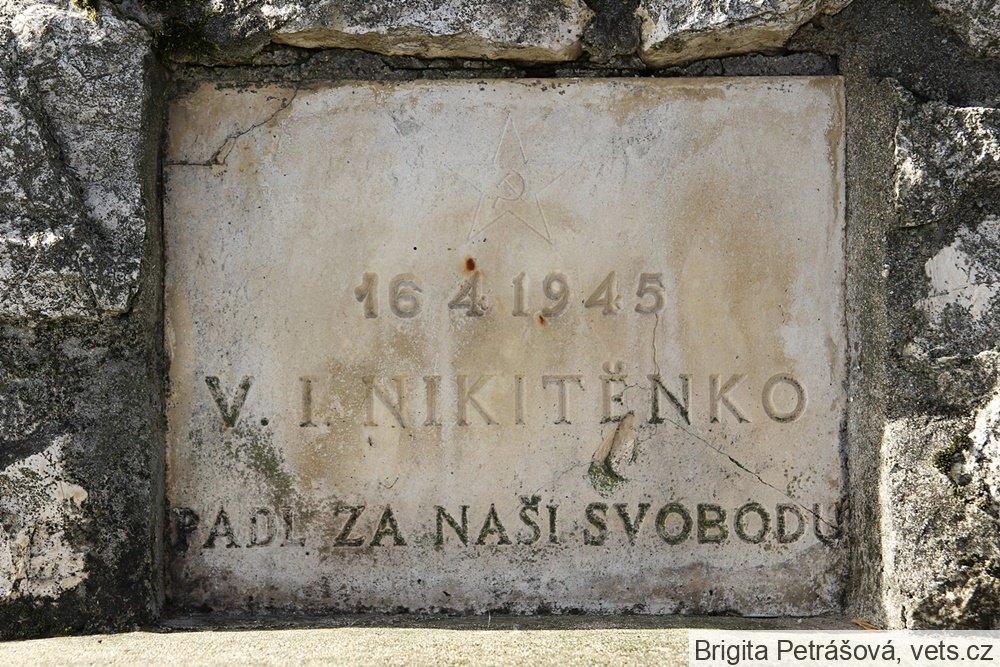 16 4 1945
V. I. NIKITĚNKO
PADL ZA NAŠI SVOBODU
Brigita Petrášová, vets.cz